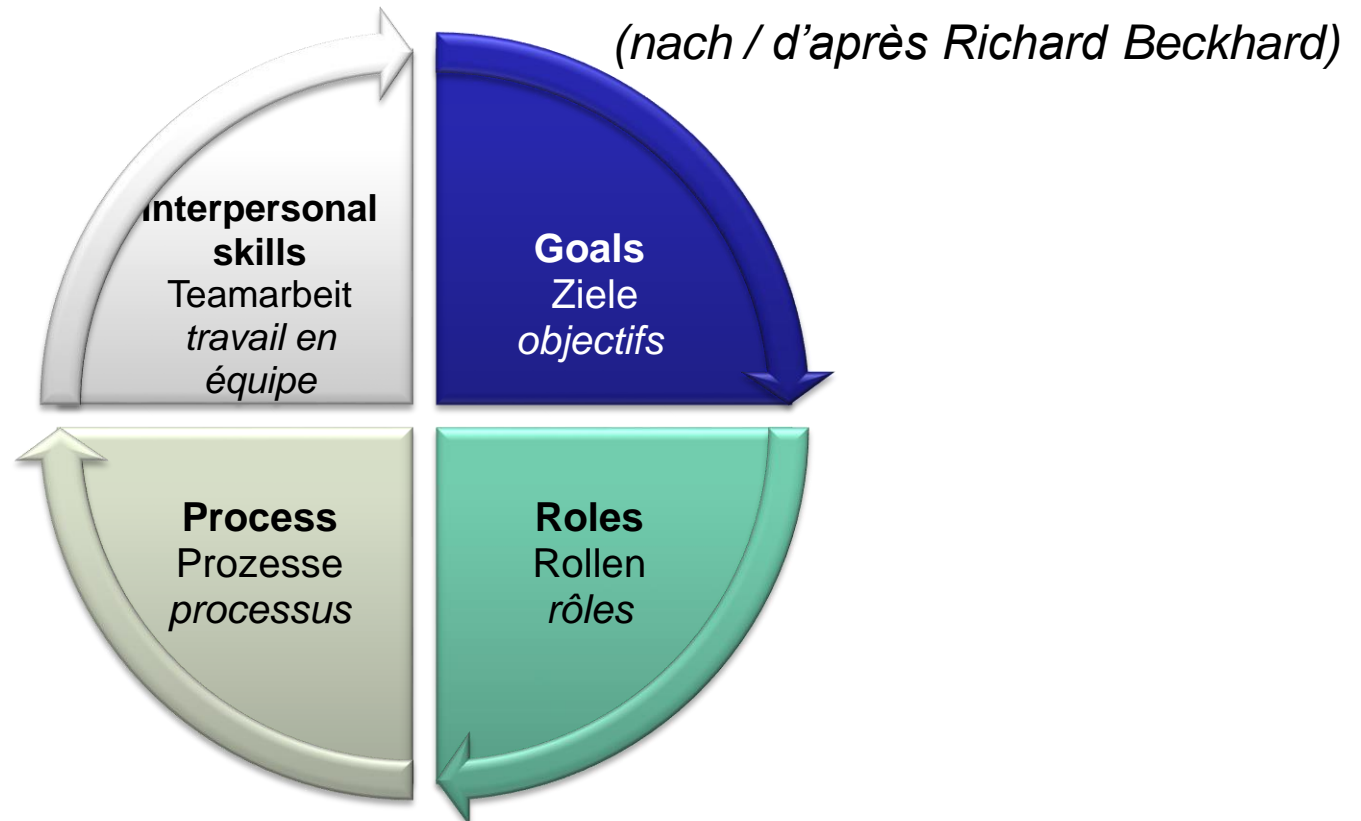 (nach / d'après Richard Beckhard)
Interpersonal
skills
Teamarbeit
travail en
équipe
Goals
Ziele
objectifs
Process
Prozesse
processus
Roles
Rollen
rôles